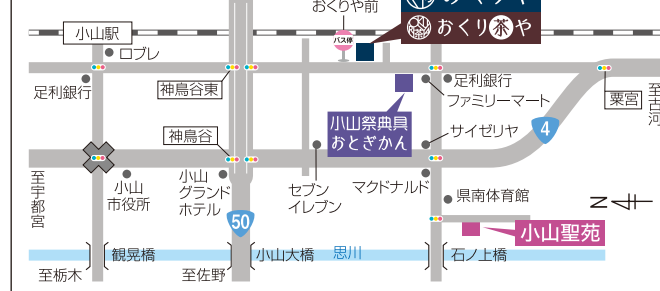 おくりや前
おくり茶や
小山駅
バス停
ロブレ
足利銀行
神鳥谷東
足利銀行
ファミリーマート
粟宮
至古河
小山祭典具
おとぎかん
神鳥谷
サイゼリヤ
4
至宇都宮
小山
市役所
小山
グランド
ホテル
セブン
イレブン
マクドナルド
県南体育館
N
50
小山聖苑
観晃橋
小山大橋
思川
石ノ上橋
至栃木
至佐野